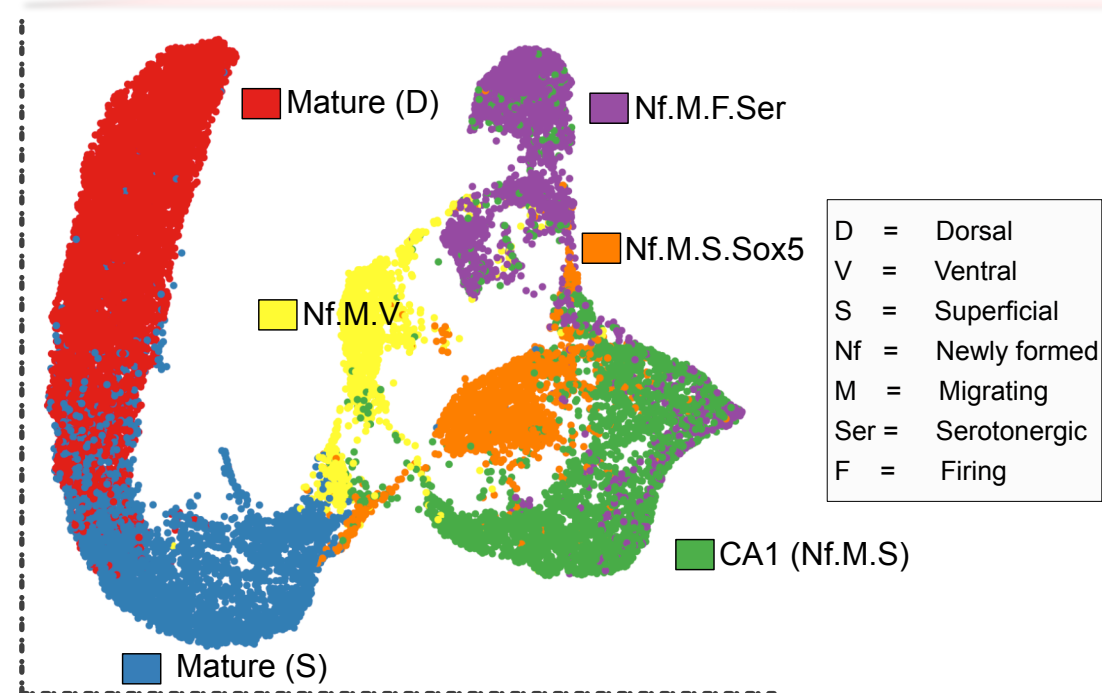 Mature (D)
Nf.M.F.Ser
Nf.M.S.Sox5
Nf.M.V
CA1 (Nf.M.S)
Mature (S)
D = Dorsal
V = Ventral
S = Superficial
Nf = Newly formed
M = Migrating
Ser = Serotonergic
F = Firing